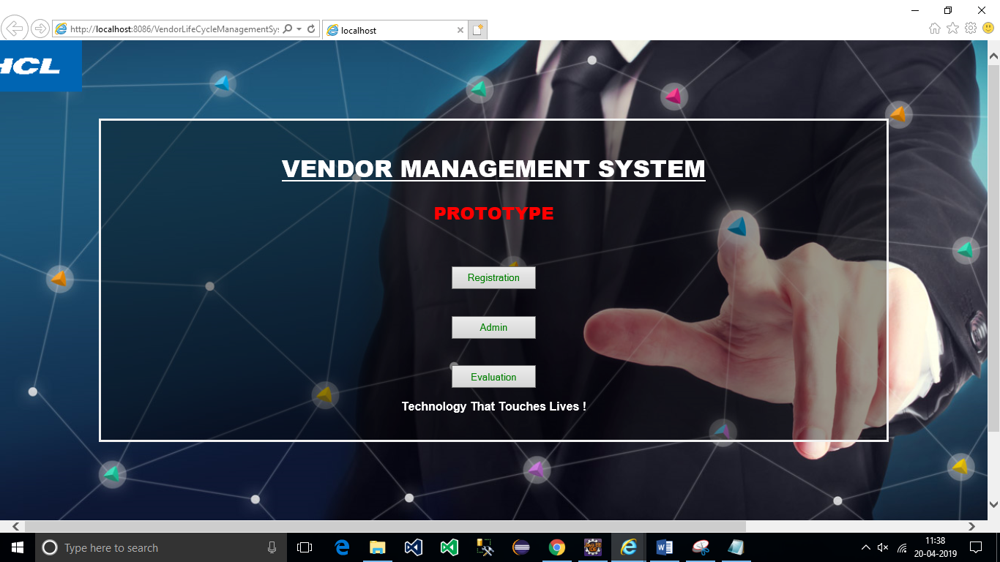 http://localhost:8086/VendorLifeCycleManagementSys
localhost
HCL
VENDOR MANAGEMENT SYSTEM
PROTOTYPE
Registration
Admin
Evaluation
Technology That Touches Lives !
Type here to search
11:38
20-04-2019